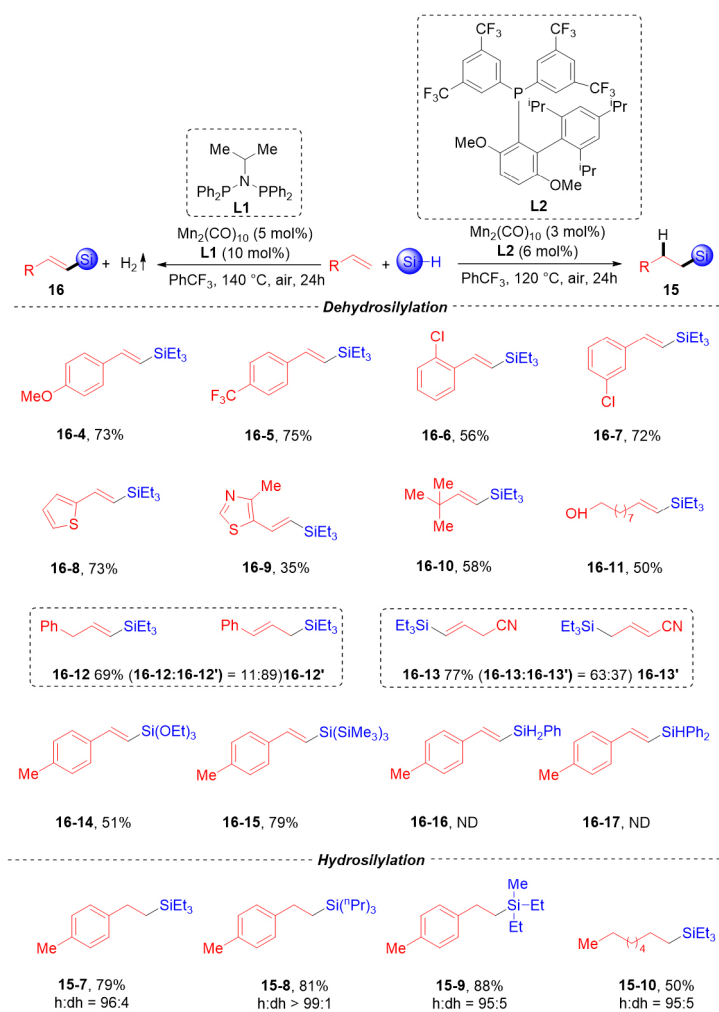 CF3
CF3
F3C
CF3
P
iPr
iPr
MeO
iPr
OMe
L2
Me
Me
N
Ph2P
PPh2
L1
Mn2(CO)10 (5 mol%)
L1 (10 mol%)
PhCF3, 140 °C, air, 24h
Mn2(CO)10 (3 mol%)
L2 (6 mol%)
PhCF3, 120 °C, air, 24h
R
Si
+ H2
16
R
+
Si
H
H
R
Si
15
Dehydrosilylation
SiEt3
MeO
16-4, 73%
SiEt3
F3C
16-5, 75%
Cl
SiEt3
16-6, 56%
SiEt3
Cl
16-7, 72%
SiEt3
S
16-8, 73%
Me
N
S
SiEt3
16-9, 35%
Me
Me
Me
SiEt3
16-10, 58%
OH
7
SiEt3
16-11, 50%
Ph
SiEt3
Ph
SiEt3
16-12 69% (16-12:16-12') = 11:89)16-12'
Et3Si
CN
Et3Si
CN
16-13 77% (16-13:16-13') = 63:37) 16-13'
Si(OEt)3
Me
16-14, 51%
Si(SiMe3)3
Me
16-15, 79%
SiH2Ph
Me
16-16, ND
SiHPh2
Me
16-17, ND
Hydrosilylation
SiEt3
Me
15-7, 79%
h:dh = 96:4
Si(nPr)3
Me
15-8, 81%
h:dh > 99:1
Me
Si
Et
Et
Me
15-9, 88%
h:dh = 95:5
Me
4
SiEt3
15-10, 50%
h:dh = 95:5